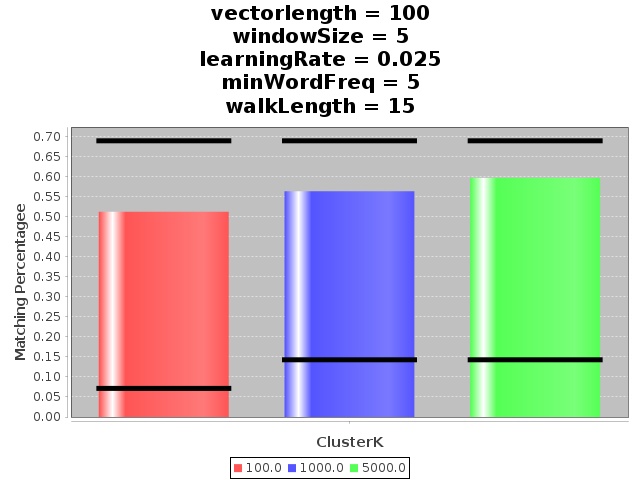 vectorlength = 100
windowSize = 5
learningRate = 0.025
minWordFreq = 5
walkLength = 15
0.70
0.65
0.60
0.55
0.50
0.45
0.40
0.35
0.30
0.25
0.20
0.15
0.10
0.05
0.00
Matching Percentagee
ClusterK
100.0 1000.0 5000.0